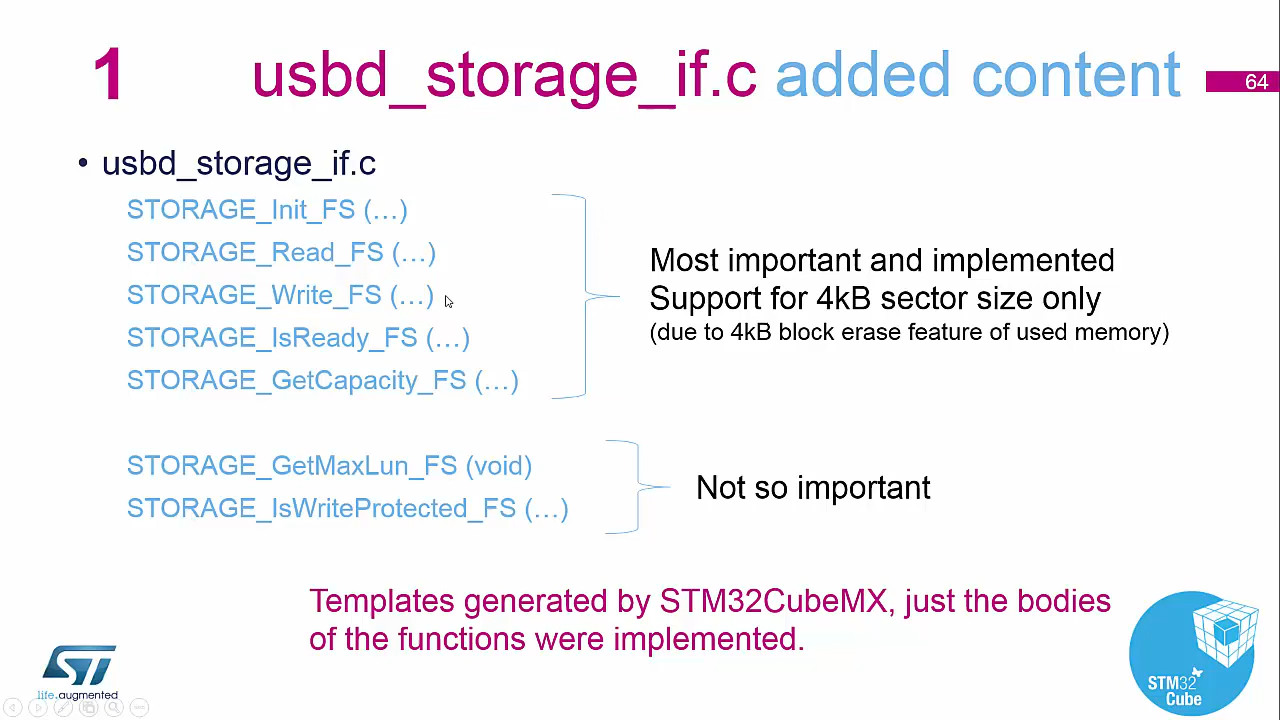 1 usbd_storage_if.c added content
64
• usbd_storage_if.c
STORAGE_Init_FS (…)
STORAGE_Read_FS (…)
STORAGE_Write_FS (…)
STORAGE_IsReady_FS (…)
STORAGE_GetCapacity_FS (…)
Most important and implemented
Support for 4kB sector size only
(due to 4kB block erase feature of used memory)
STORAGE_GetMaxLun_FS (void)
STORAGE_IsWriteProtected_FS (…)
Not so important
Templates generated by STM32CubeMX, just the bodies
of the functions were implemented.
ST
life.augmented
STM32
Cube